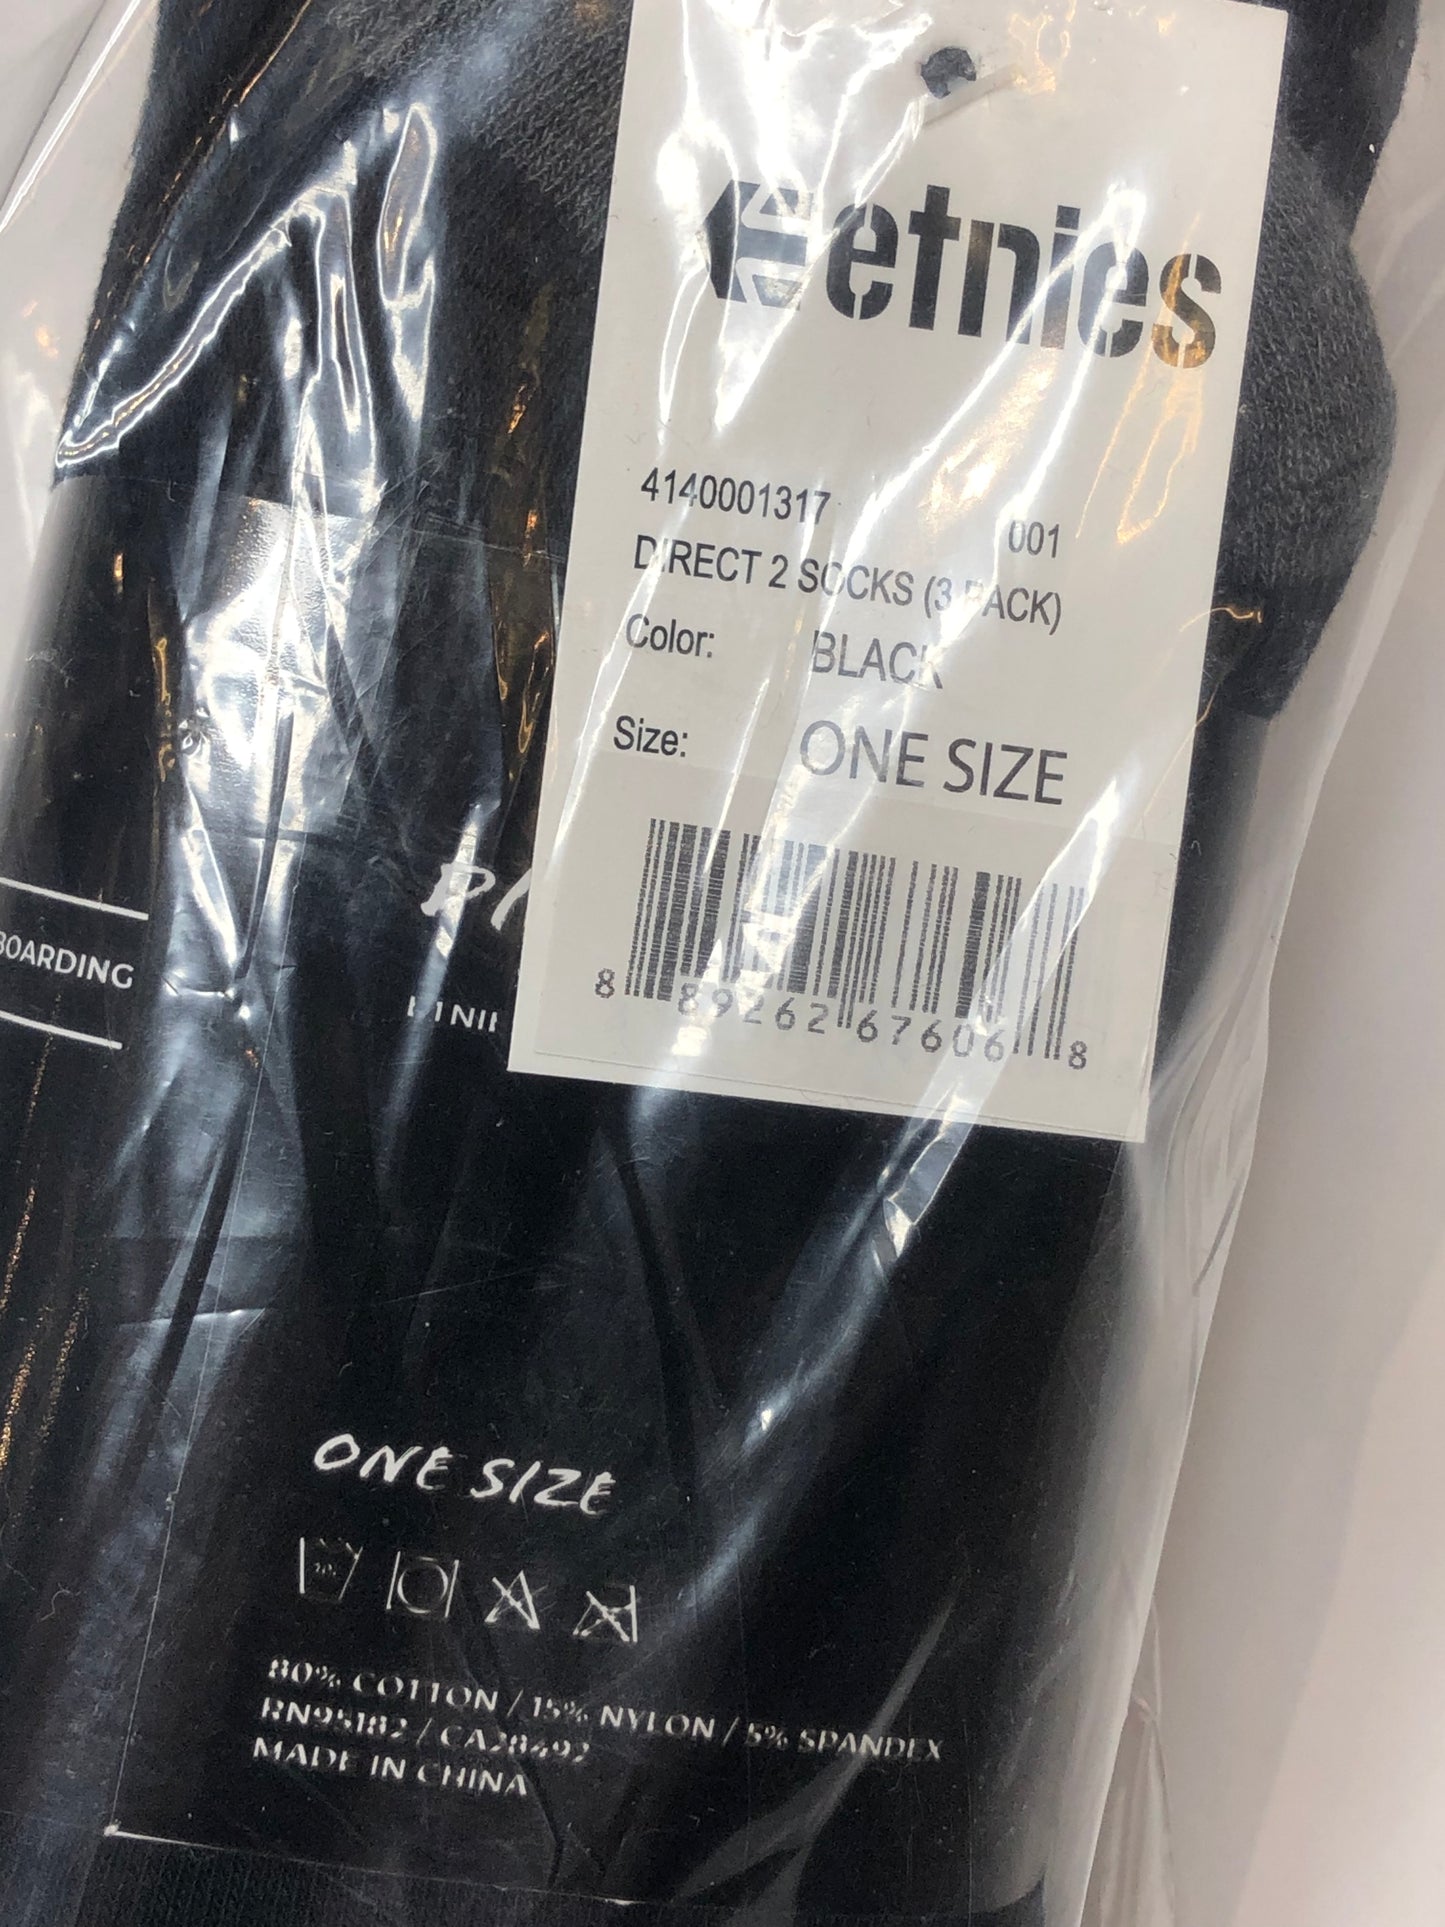 etnies
4140001317 001
DIRECT 2 SOCKS (3 PACK)
Color: BLACK
Size: ONE SIZE
8 89262 67606 8
BOARDING
ONE SIZE
80% COTTON / 15% NYLON / 5% SPANDEX
RN95182 / CA28492
MADE IN CHINA